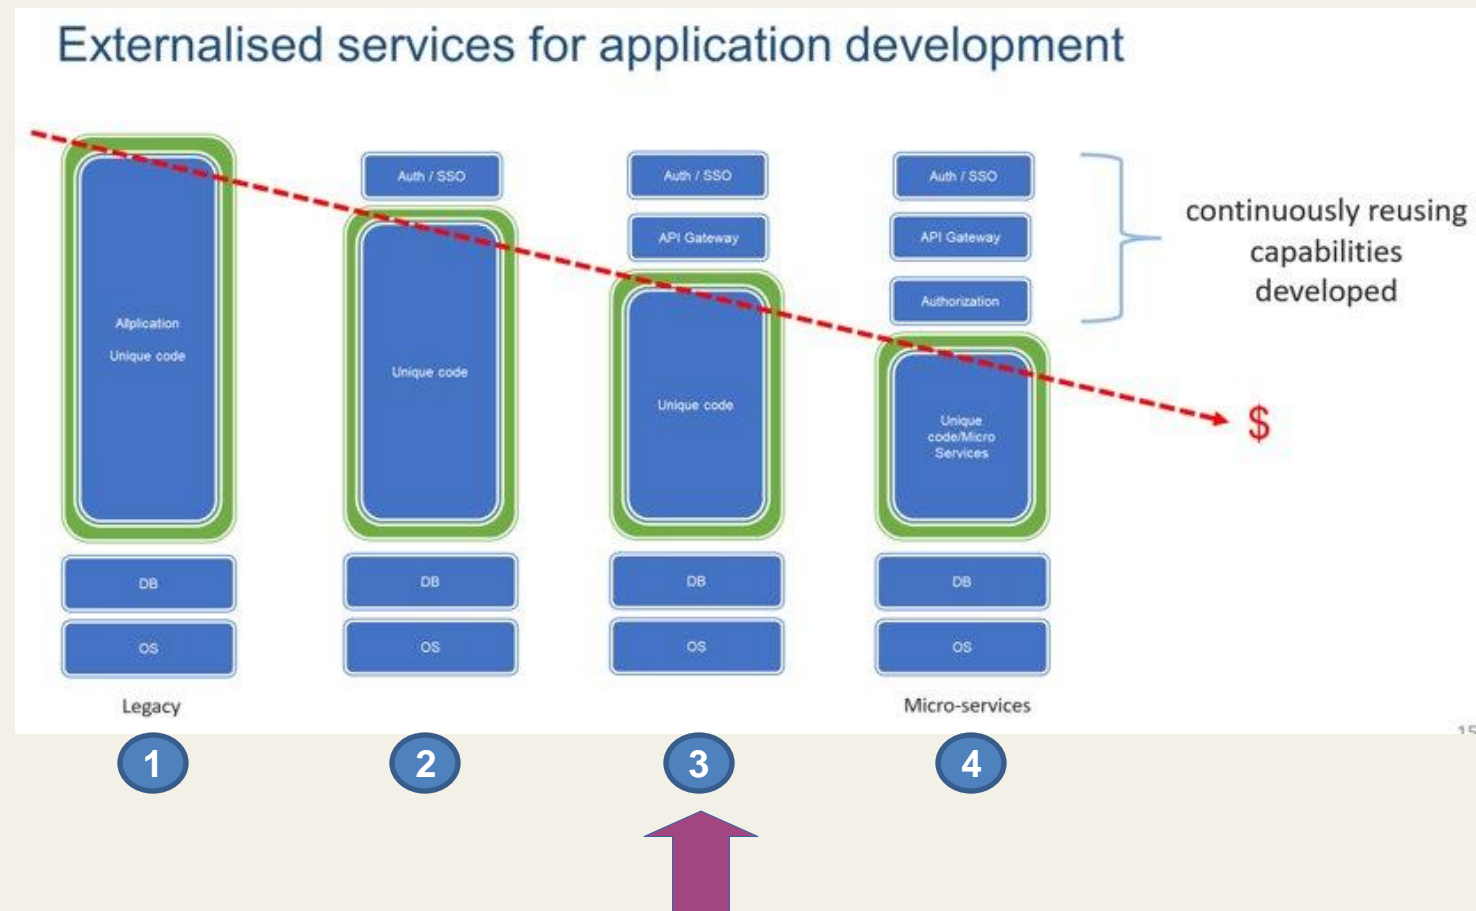 Externalised services for application development
Auth / SSO
Auth / SSO
Auth / SSO
API Gateway
API Gateway
Authorization
continuously reusing
capabilities
developed
Allplication
Unique code
Unique code
Unique code
Unique
code/Micro
Services
$
DB
DB
DB
DB
OS
OS
OS
OS
Legacy
Micro-services
15
1
2
3
4